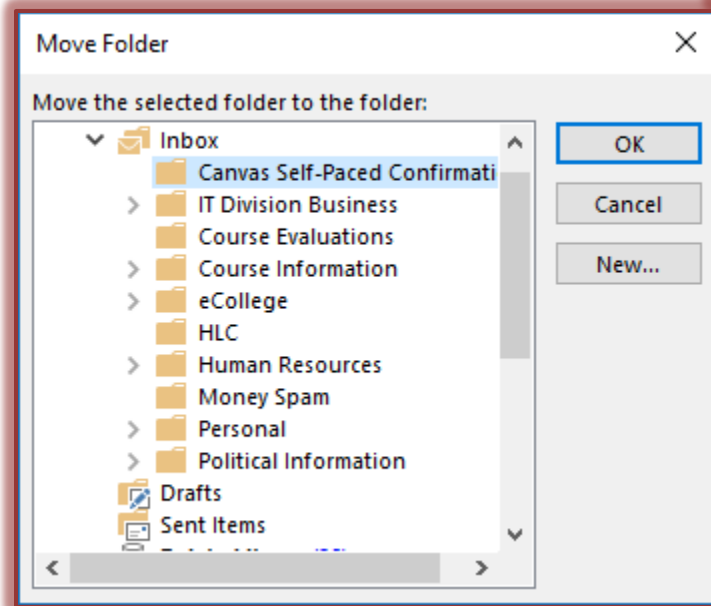 Move Folder
Move the selected folder to the folder:
Inbox
OK
Canvas Self-Paced Confirmati
IT Division Business
Cancel
Course Evaluations
Course Information
New...
eCollege
HLC
Human Resources
Money Spam
Personal
Political Information
Drafts
Sent Items